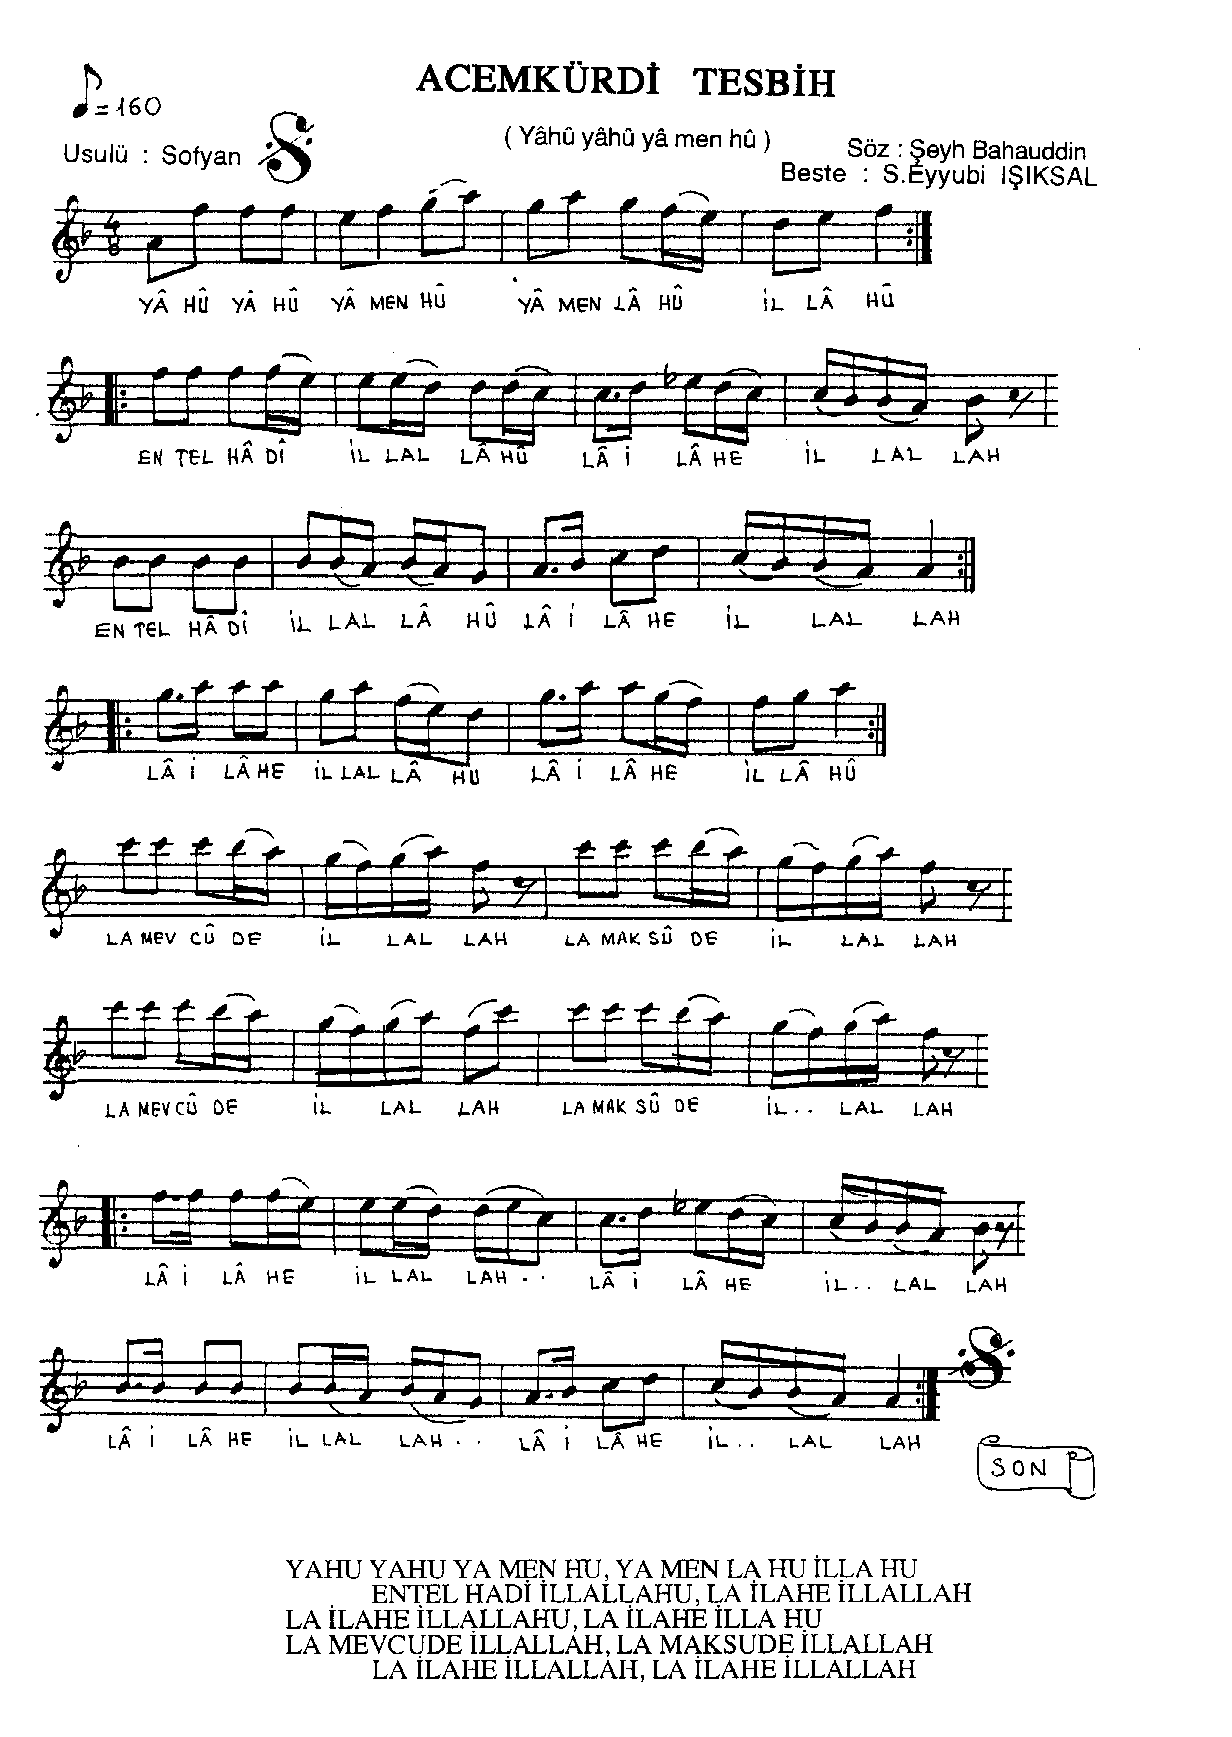 ACEMKÜRDİ TESBİH
♪=160
( Yâhû yâhû yâ men hû )
Usulü : Sofyan
Söz : Şeyh Bahauddin
Beste : S.Eyyubi IŞIKSAL
4/8
YÂ HÛ YÂ HÛ YÂ MEN HÛ YÂ MEN LÂ HÛ İL LÂ HÛ
EN TEL HÂ DÎ İL LAL LÂ HÛ LÂ İ LÂ HE İL LAL LAH
EN TEL HÂ DÎ İL LAL LÂ HÛ LÂ İ LÂ HE İL LAL LAH
LÂ İ LÂ HE İL LAL LÂ HU LÂ İ LÂ HE İL LÂ HÛ
LA MEV CÛ DE İL LAL LAH LA MAK SÛ DE İL LAL LAH
LA MEV CÛ DE İL LAL LAH LA MAK SÛ DE İL.. LAL LAH
LÂ İ LÂ HE İL LAL LAH.. LÂ İ LÂ HE İL.. LAL LAH
LÂ İ LÂ HE İL LAL LAH.. LÂ İ LÂ HE İL.. LAL LAH
SON
YAHU YAHU YA MEN HU, YA MEN LA HU İLLA HU
ENTEL HADİ İLLALLAHU, LA İLAHE İLLALLAH
LA İLAHE İLLALLAHU, LA İLAHE İLLA HU
LA MEVCUDE İLLALLAH, LA MAKSUDE İLLALLAH
LA İLAHE İLLALLAH, LA İLAHE İLLALLAH